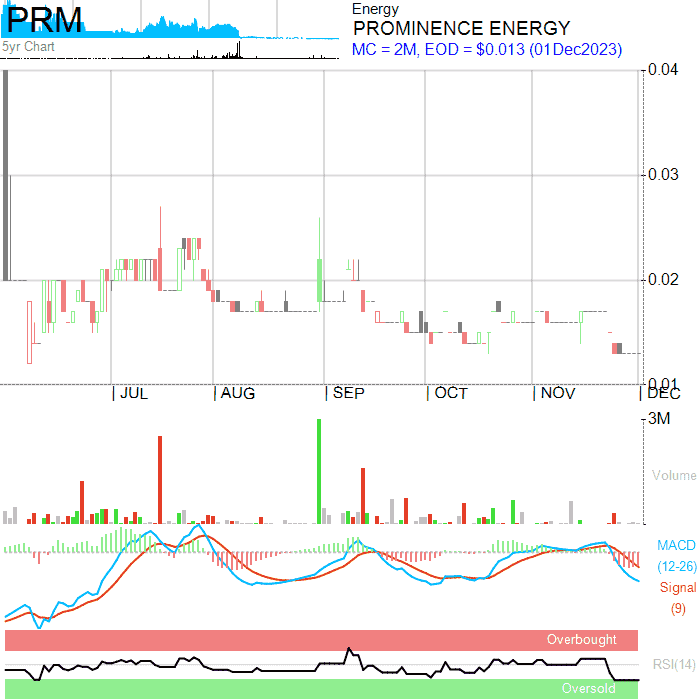 PRM
5yr Chart
Energy
PROMINENCE ENERGY
MC = 2M, EOD = $0.013 (01Dec2023)
0.04
0.03
0.02
0.01
JUL
AUG
SEP
OCT
NOV
DEC
3M
Volume
MACD
(12-26)
Signal
(9)
Overbought
RSI(14)
Oversold